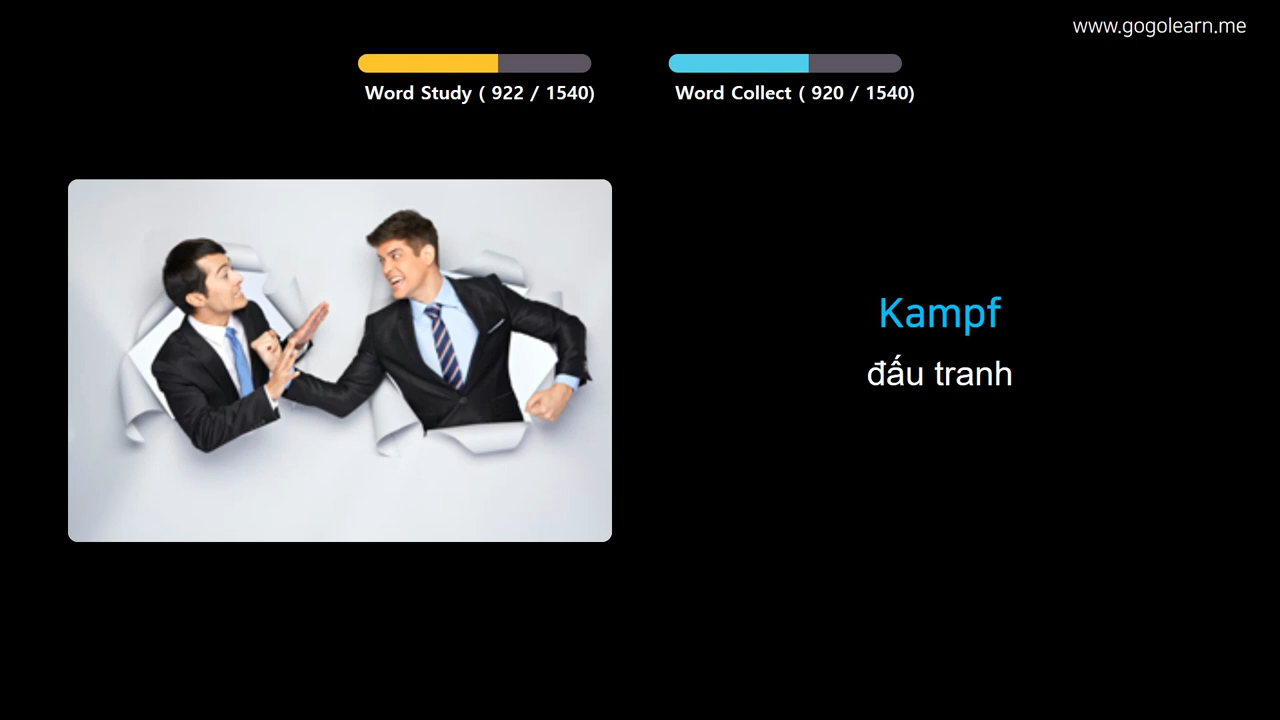 www.gogolearn.me
Word Study ( 922 / 1540)
Word Collect ( 920 / 1540)
Kampf
đấu tranh